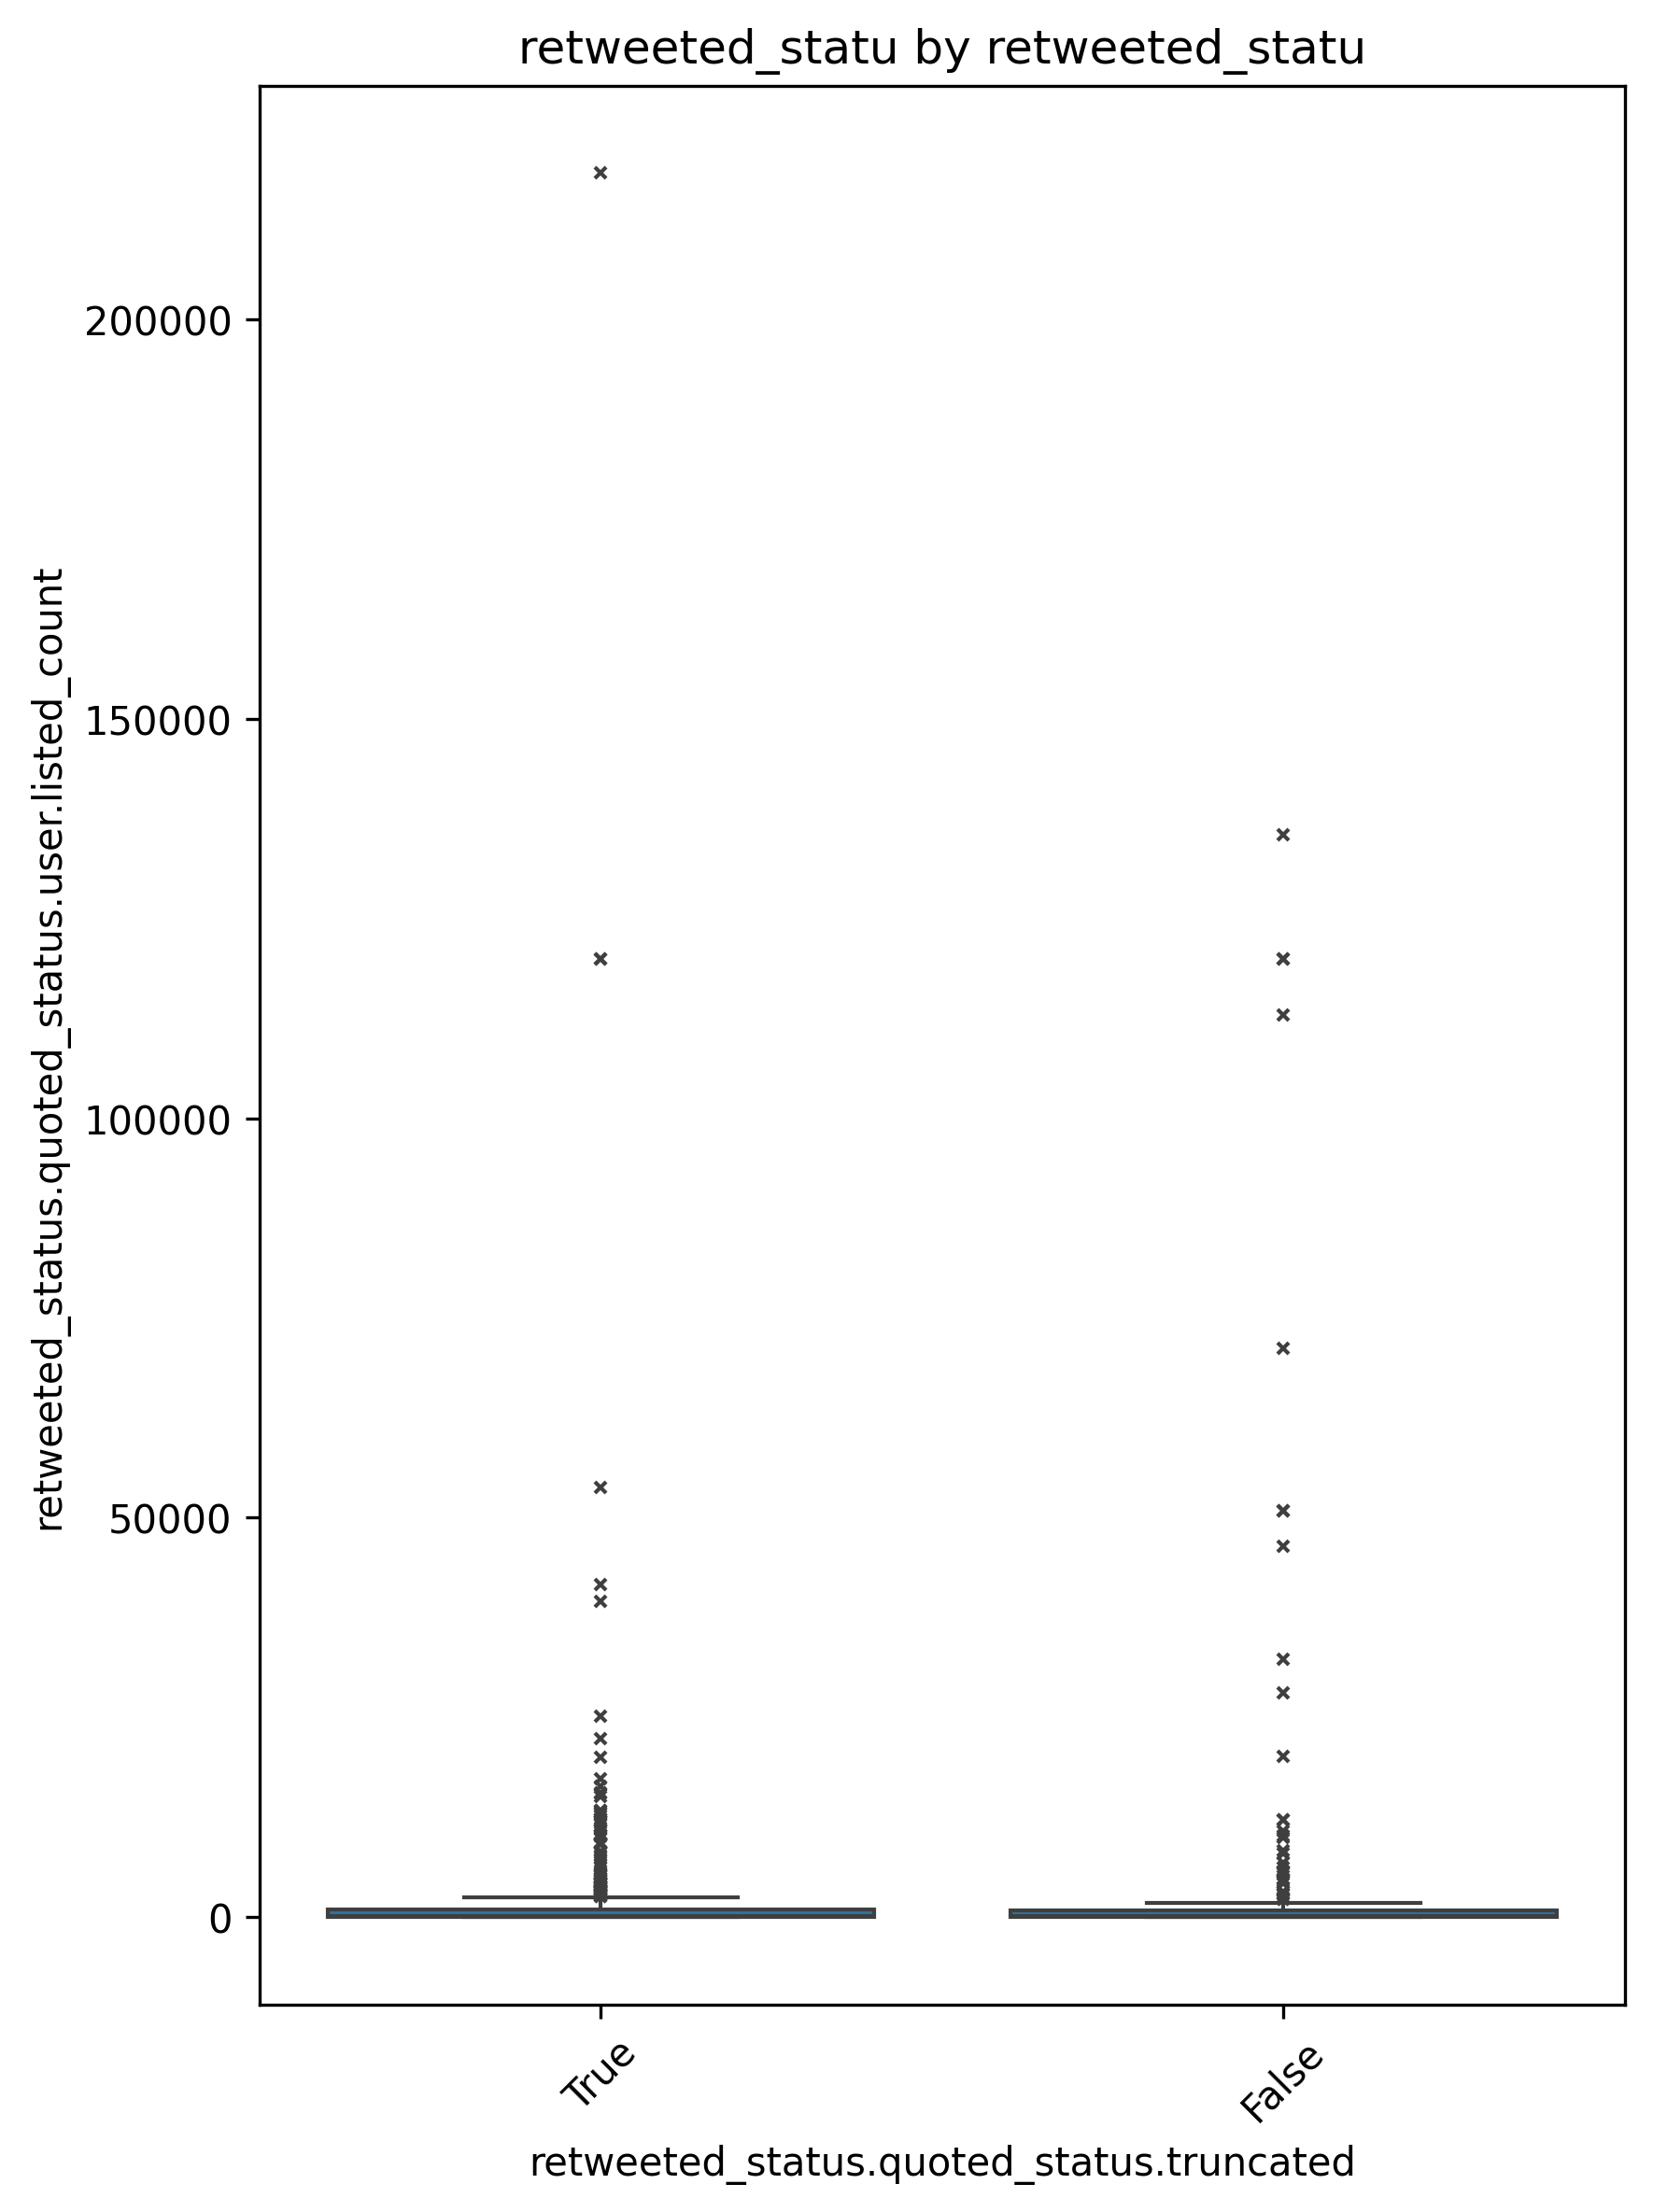 retweeted_statu by retweeted_statu
retweeted_status.quoted_status.user.listed_count
200000
150000
100000
50000
0
True
False
retweeted_status.quoted_status.truncated